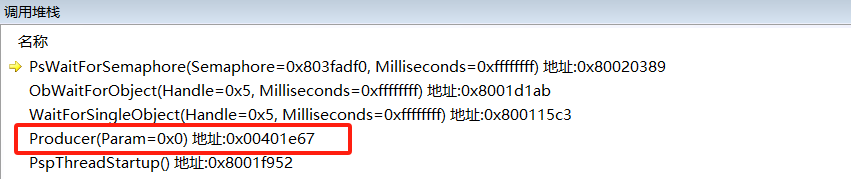 调用堆栈
名称
PsWaitForSemaphore(Semaphore=0x803fadf0, Milliseconds=0xffffffff) 地址:0x80020389
ObWaitForObject(Handle=0x5, Milliseconds=0xffffffff) 地址:0x8001d1ab
WaitForSingleObject(Handle=0x5, Milliseconds=0xffffffff) 地址:0x800115c3
Producer(Param=0x0) 地址:0x00401e67
PspThreadStartup() 地址:0x8001f952